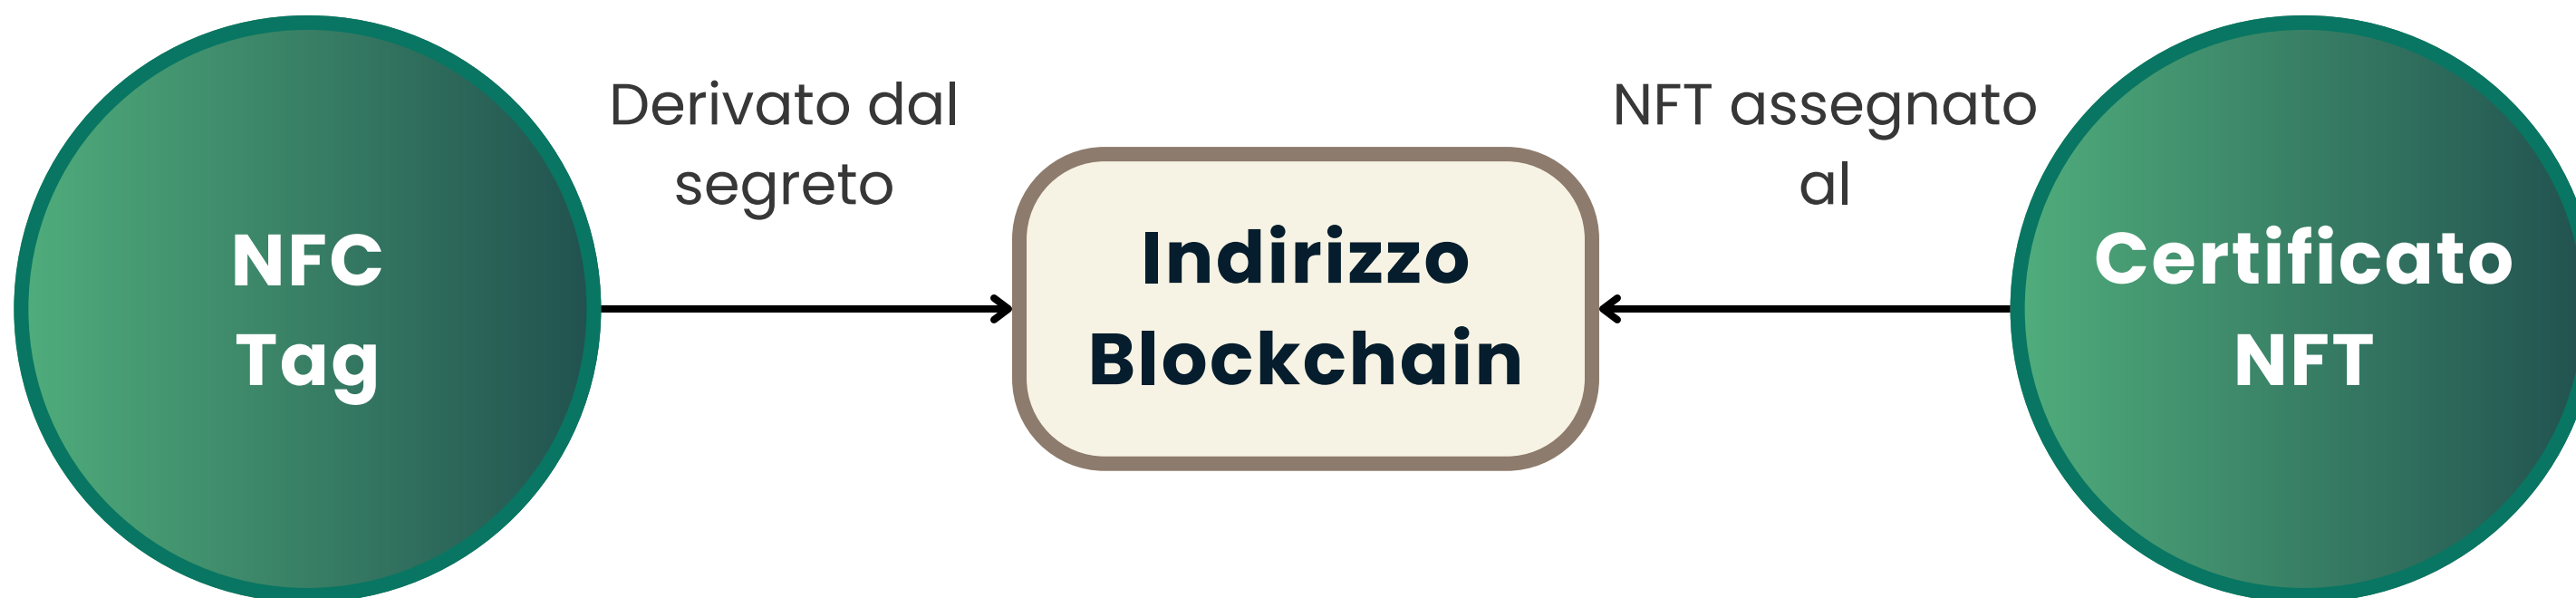 NFC
Tag
Derivato dal
segreto
Indirizzo
Blockchain
NFT assegnato
al
Certificato
NFT